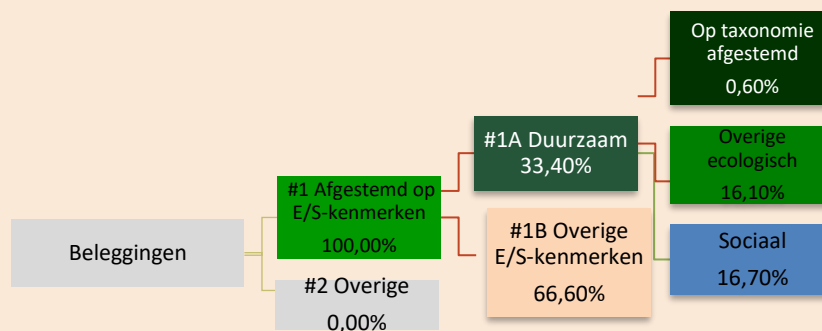 Beleggingen
#1 Afgestemd op
E/S-kenmerken
100,00%
#2 Overige
0,00%
#1A Duurzaam
33,40%
#1B Overige
E/S-kenmerken
66,60%
Op taxonomie
afgestemd
0,60%
Overige
ecologisch
16,10%
Sociaal
16,70%